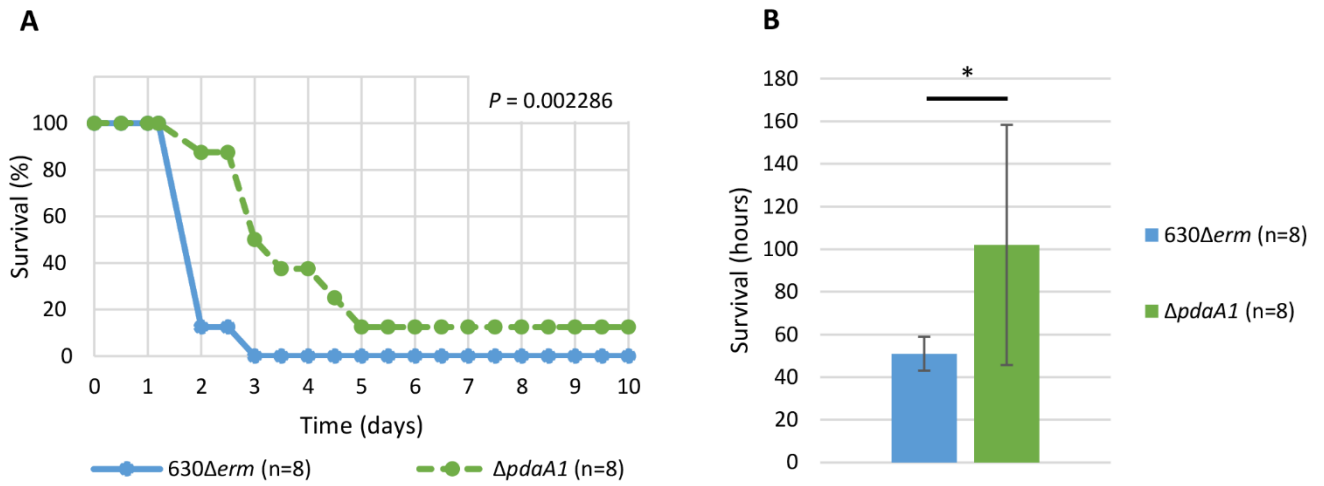 A
P = 0.002286
Survival (%)
100
80
60
40
20
0
0 1 2 3 4 5 6 7 8 9 10
Time (days)
630Δerm (n=8)
ΔpdaA1 (n=8)
B
*
Survival (hours)
180
160
140
120
100
80
60
40
20
0
630Δerm (n=8)
ΔpdaA1 (n=8)